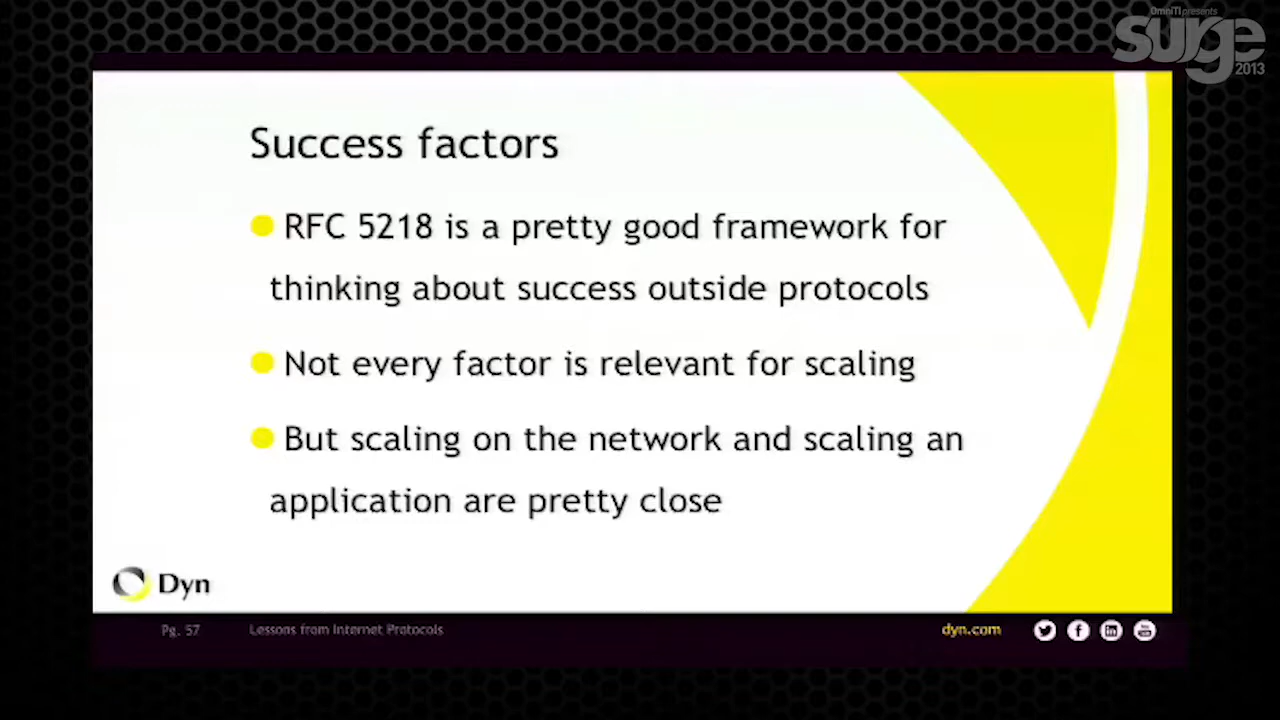 OmniTI presents
surge
2013
Success factors
RFC 5218 is a pretty good framework for
thinking about success outside protocols
Not every factor is relevant for scaling
But scaling on the network and scaling an
application are pretty close
Dyn
Pg. 57 Lessons from Internet Protocols dyn.com